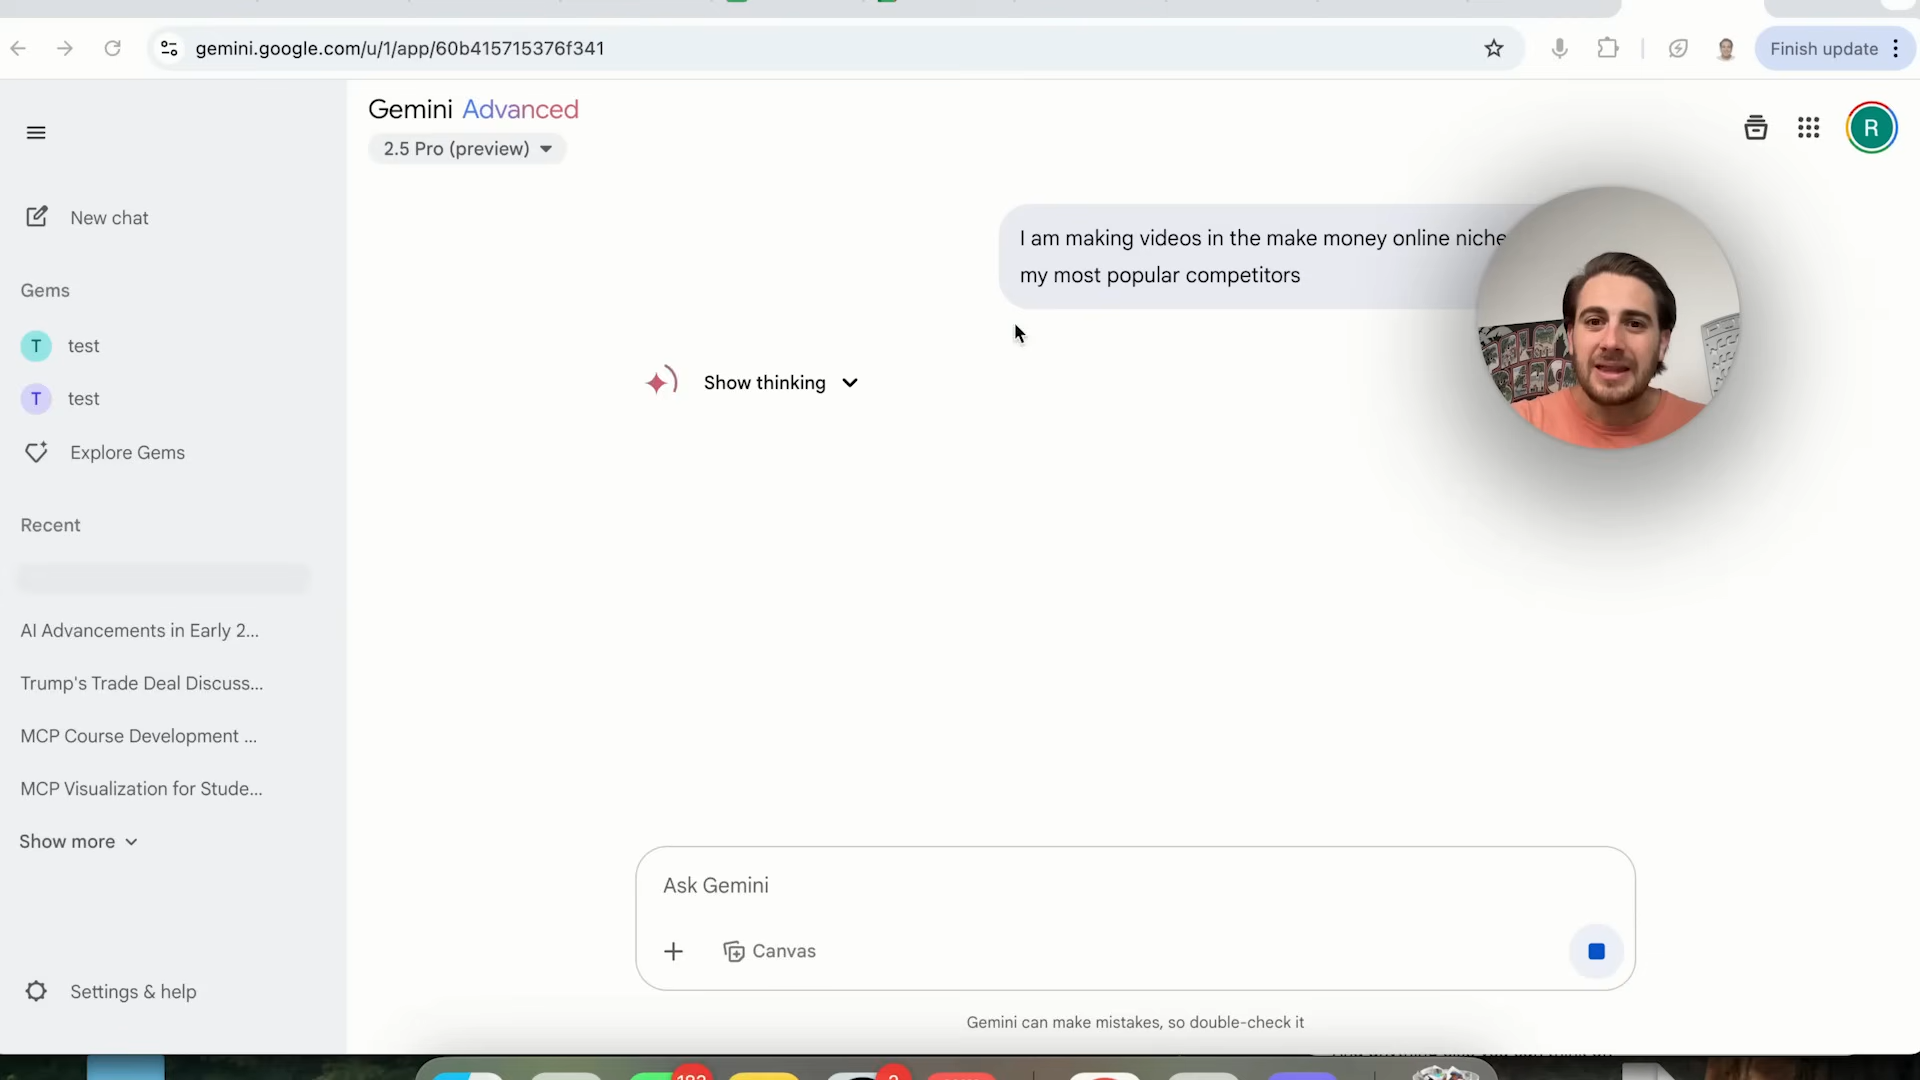 gemini.google.com/u/1/app/60b415715376f341
Finish update
Gemini Advanced
2.5 Pro (preview)
R
New chat
Gems
T test
T test
Explore Gems
Recent
AI Advancements in Early 2...
Trump's Trade Deal Discuss...
MCP Course Development ...
MCP Visualization for Stude...
Show more
Settings & help
I am making videos in the make money online niche
my most popular competitors
Show thinking
Ask Gemini
Canvas
Gemini can make mistakes, so double-check it